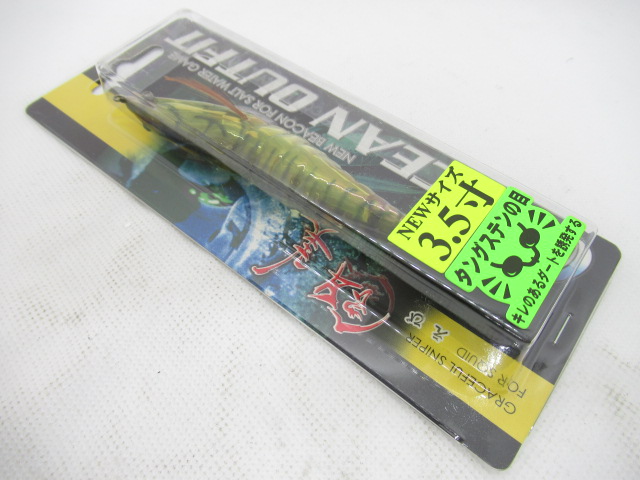 CEAN OUTFIT
NEW BEACON FOR SALT WATER GAME
NEWサイズ
3.5寸
タングステンの目
キレのあるダートを誘発する
GRACEFUL SNIPER
FOR SQUID